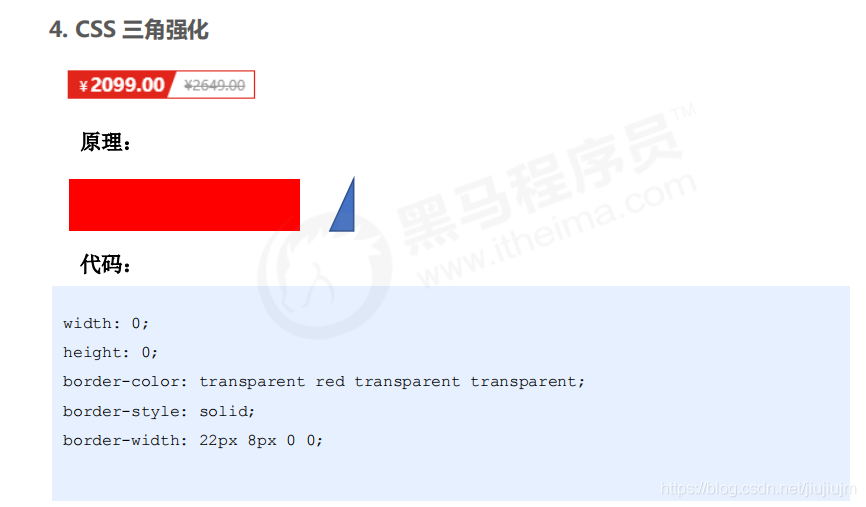 4. CSS 三角强化
¥2099.00 ¥2649.00
原理：
黑马程序员™
www.itheima.com
代码：
width: 0;
height: 0;
border-color: transparent red transparent transparent;
border-style: solid;
border-width: 22px 8px 0 0;
https://blog.csdn.net/jiujiujm